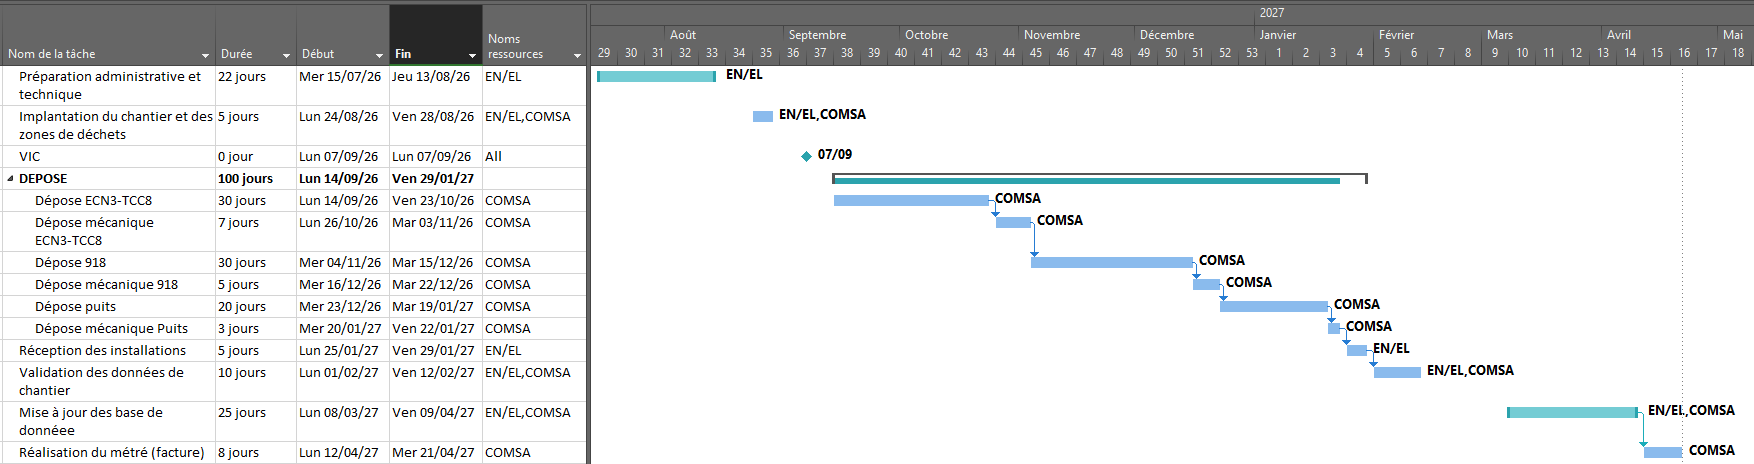 2027
Août Septembre Octobre Novembre Décembre Janvier Février Mars Avril Mai
Nom de la tâche Durée Début Fin Noms ressources
29 30 31 32 33 34 35 36 37 38 39 40 41 42 43 44 45 46 47 48 49 50 51 52 53 1 2 3 4 5 6 7 8 9 10 11 12 13 14 15 16 17 18
Préparation administrative et 22 jours Mer 15/07/26 Jeu 13/08/26 EN/EL EN/EL
technique
Implantation du chantier et des 5 jours Lun 24/08/26 Ven 28/08/26 EN/EL,COMSA EN/EL,COMSA
zones de déchets
VIC 0 jour Lun 07/09/26 Lun 07/09/26 All 07/09
DEPOSE 100 jours Lun 14/09/26 Ven 29/01/27
Dépose ECN3-TCC8 30 jours Lun 14/09/26 Ven 23/10/26 COMSA COMSA
Dépose mécanique 7 jours Lun 26/10/26 Mar 03/11/26 COMSA COMSA
ECN3-TCC8
Dépose 918 30 jours Mer 04/11/26 Mar 15/12/26 COMSA COMSA
Dépose mécanique 918 5 jours Mer 16/12/26 Mar 22/12/26 COMSA COMSA
Dépose puits 20 jours Mer 23/12/26 Mar 19/01/27 COMSA COMSA
Dépose mécanique Puits 3 jours Mer 20/01/27 Ven 22/01/27 COMSA COMSA
Réception des installations 5 jours Lun 25/01/27 Ven 29/01/27 EN/EL EN/EL
Validation des données de 10 jours Lun 01/02/27 Ven 12/02/27 EN/EL,COMSA EN/EL,COMSA
chantier
Mise à jour des base de 25 jours Lun 08/03/27 Ven 09/04/27 EN/EL,COMSA EN/EL,COMSA
donnéee
Réalisation du métré (facture) 8 jours Lun 12/04/27 Mer 21/04/27 COMSA COMSA